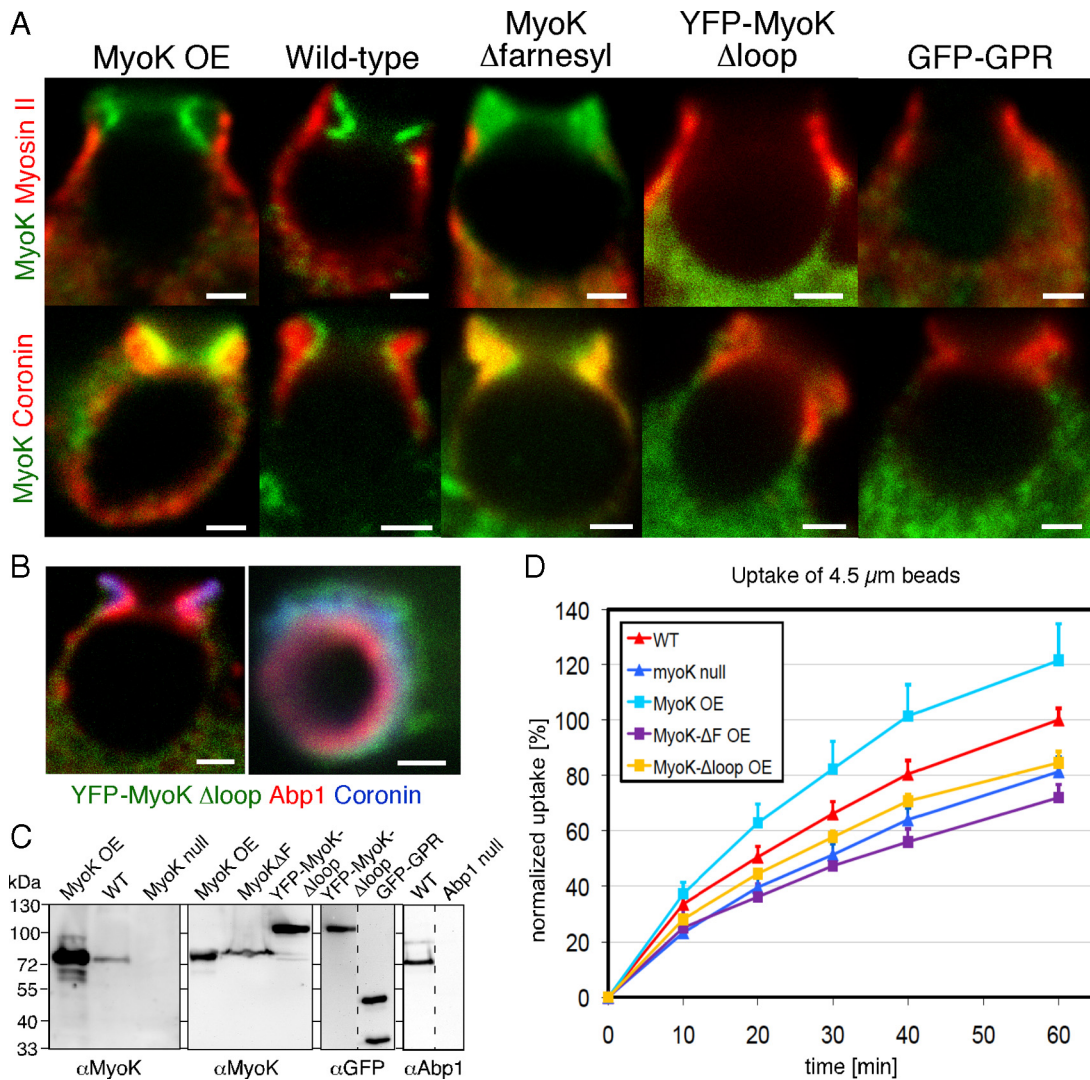 A
MyoK OE
Wild-type
MyoK
Δfarnesyl
YFP-MyoK
Δloop
GFP-GPR
MyoK Myosin II
MyoK Coronin
B
YFP-MyoK Δloop Abp1 Coronin
C
kDa
MyoK OE
WT
MyoK null
MyoK OE
MyoKΔF
YFP-MyoK-
Δloop
YFP-MyoK-
Δloop
GFP-GPR
WT
Abp1 null
130
100
72
55
40
33
αMyoK
αMyoK
αGFP
αAbp1
D
Uptake of 4.5 µm beads
normalized uptake [%]
140
120
100
80
60
40
20
0
WT
myoK null
MyoK OE
MyoK-ΔF OE
MyoK-Δloop OE
0 10 20 30 40 50 60
time [min]